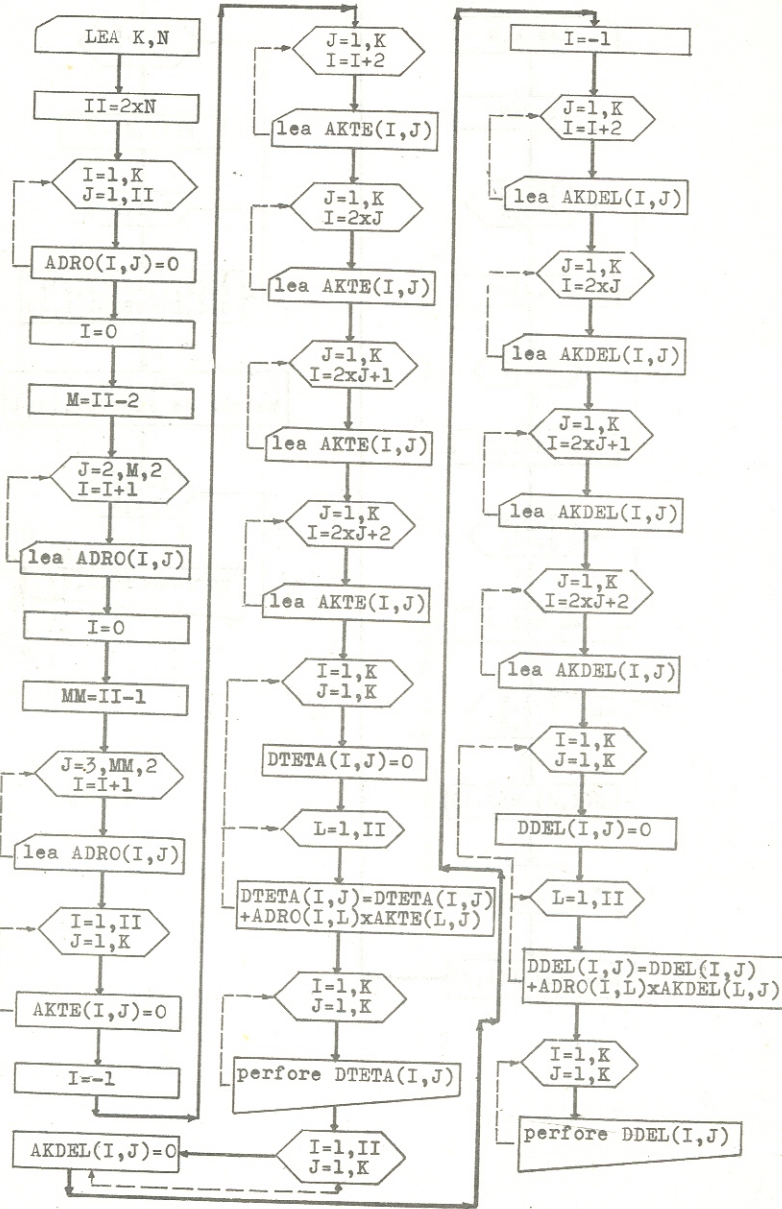 LEA K,N
II=2xN
I=1,K
J=1,II
ADRO(I,J)=0
I=0
M=II-2
J=2,M,2
I=I+1
lea ADRO(I,J)
I=0
MM=II-1
J=3,MM,2
I=I+1
lea ADRO(I,J)
I=1,II
J=1,K
AKTE(I,J)=0
I=-1
J=1,K
I=I+2
lea AKTE(I,J)
J=1,K
I=2xJ
lea AKTE(I,J)
J=1,K
I=2xJ+1
lea AKTE(I,J)
J=1,K
I=2xJ+2
lea AKTE(I,J)
I=1,K
J=1,K
DTETA(I,J)=0
L=1,II
DTETA(I,J)=DTETA(I,J)
+ADRO(I,L)xAKTE(L,J)
I=1,K
J=1,K
perfore DTETA(I,J)
I=1,II
J=1,K
AKDEL(I,J)=0
I=-1
J=1,K
I=I+2
lea AKDEL(I,J)
J=1,K
I=2xJ
lea AKDEL(I,J)
J=1,K
I=2xJ+1
lea AKDEL(I,J)
J=1,K
I=2xJ+2
lea AKDEL(I,J)
I=1,K
J=1,K
DDEL(I,J)=0
L=1,II
DDEL(I,J)=DDEL(I,J)
+ADRO(I,L)xAKDEL(L,J)
I=1,K
J=1,K
perfore DDEL(I,J)